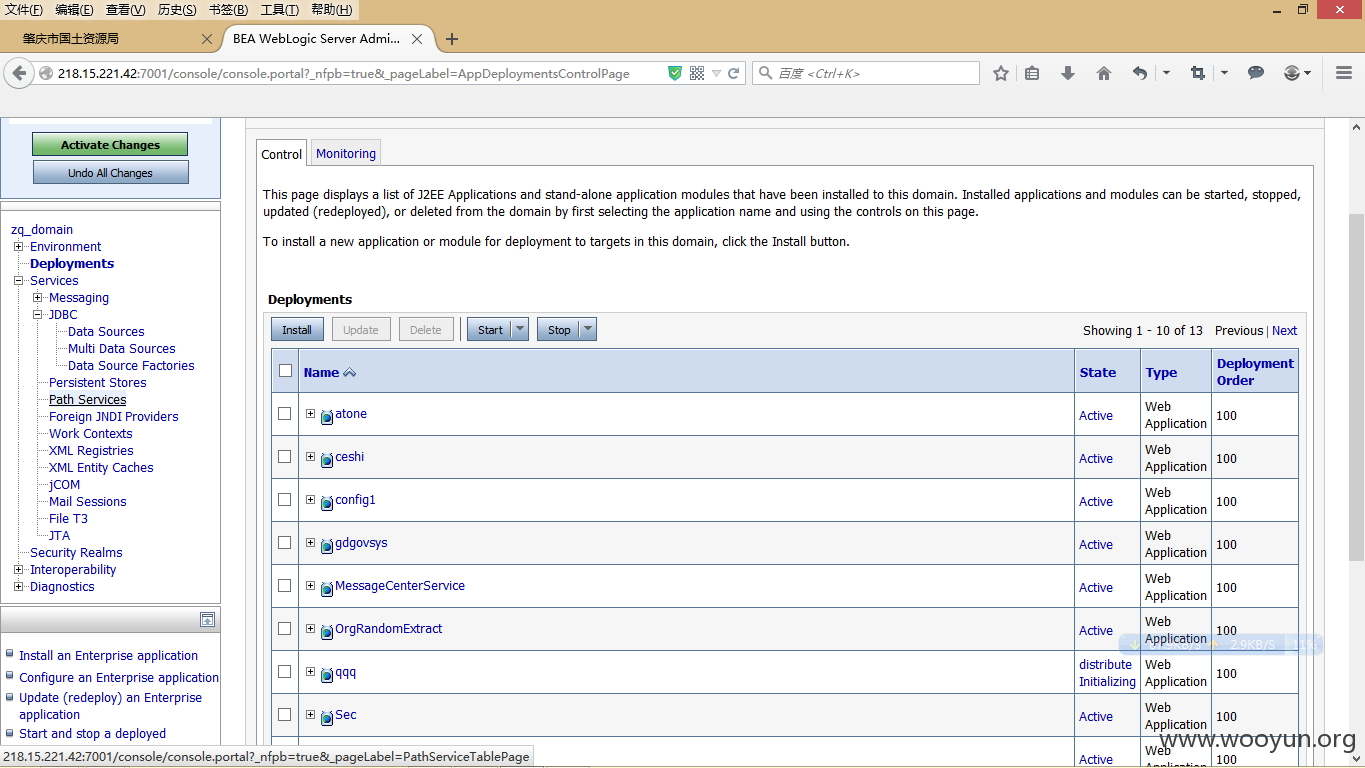 文件(F) 编辑(E) 查看(V) 历史(S) 书签(B) 工具(T) 帮助(H)
肇庆市国土资源局
BEA WebLogic Server Admi...
218.15.221.42:7001/console/console.portal?_nfpb=true&_pageLabel=AppDeploymentsControlPage
百度 <Ctrl+K>
Activate Changes
Undo All Changes
zq_domain
Environment
Deployments
Services
Messaging
JDBC
Data Sources
Multi Data Sources
Data Source Factories
Persistent Stores
Path Services
Foreign JNDI Providers
Work Contexts
XML Registries
XML Entity Caches
jCOM
Mail Sessions
File T3
JTA
Security Realms
Interoperability
Diagnostics
Install an Enterprise application
Configure an Enterprise application
Update (redeploy) an Enterprise
application
Start and stop a deployed
Control Monitoring
This page displays a list of J2EE Applications and stand-alone application modules that have been installed to this domain. Installed applications and modules can be started, stopped,
updated (redeployed), or deleted from the domain by first selecting the application name and using the controls on this page.
To install a new application or module for deployment to targets in this domain, click the Install button.
Deployments
Install Update Delete Start Stop Showing 1 - 10 of 13 Previous | Next
Name State Type Deployment
Order
atone Active Web
Application 100
ceshi Active Web
Application 100
config1 Active Web
Application 100
gdgovsys Active Web
Application 100
MessageCenterService Active Web
Application 100
OrgRandomExtract Active Web
Application 100
2.9KB/S 11%
qqq distribute
Initializing Web
Application 100
Sec Active Web
Application 100
Active Web
Application 100
www.wooyun.org
218.15.221.42:7001/console/console.portal?_nfpb=true&_pageLabel=PathServiceTablePage